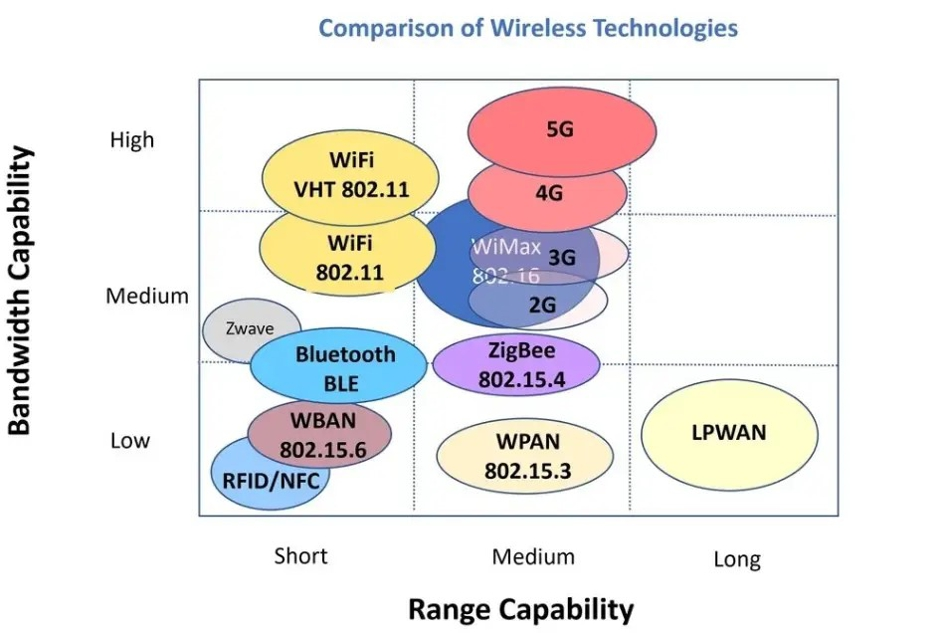 Comparison of Wireless Technologies
Bandwidth Capability
High
Medium
Low
5G
WiFi
VHT 802.11
4G
WiFi
802.11
WiMax
802.16
3G
2G
Zwave
Bluetooth
BLE
ZigBee
802.15.4
WBAN
802.15.6
WPAN
802.15.3
LPWAN
RFID/NFC
Short
Medium
Long
Range Capability